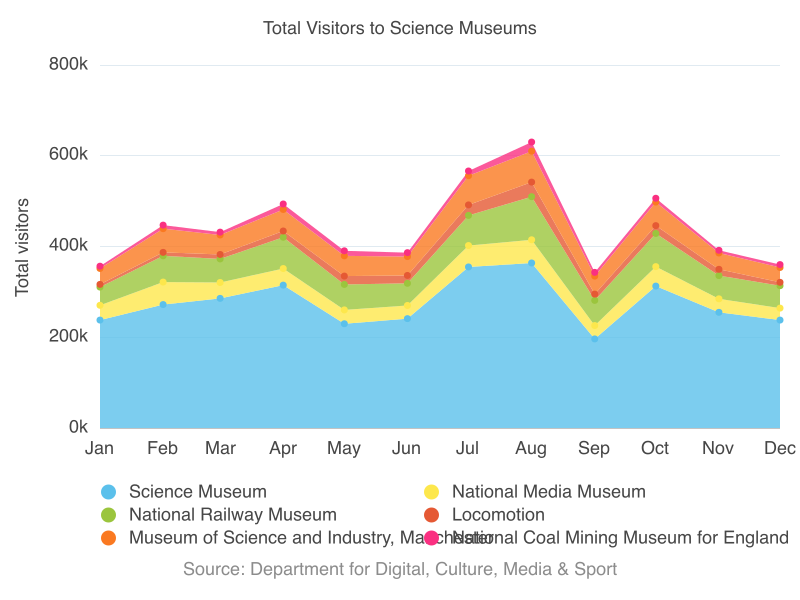 Total Visitors to Science Museums
800k
600k
400k
200k
0k
Total visitors
Jan Feb Mar Apr May Jun Jul Aug Sep Oct Nov Dec
Science Museum
National Media Museum
National Railway Museum
Locomotion
Museum of Science and Industry, Manchester
National Coal Mining Museum for England
Source: Department for Digital, Culture, Media & Sport